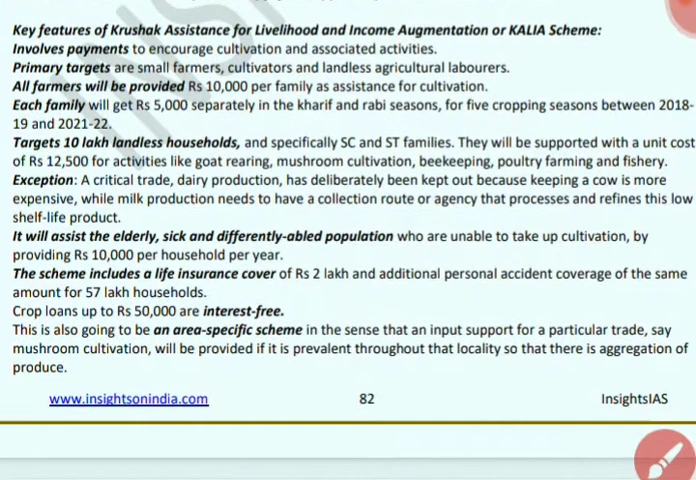 Key features of Krushak Assistance for Livelihood and Income Augmentation or KALIA Scheme:
Involves payments to encourage cultivation and associated activities.
Primary targets are small farmers, cultivators and landless agricultural labourers.
All farmers will be provided Rs 10,000 per family as assistance for cultivation.
Each family will get Rs 5,000 separately in the kharif and rabi seasons, for five cropping seasons between 2018-
19 and 2021-22.
Targets 10 lakh landless households, and specifically SC and ST families. They will be supported with a unit cost
of Rs 12,500 for activities like goat rearing, mushroom cultivation, beekeeping, poultry farming and fishery.
Exception: A critical trade, dairy production, has deliberately been kept out because keeping a cow is more
expensive, while milk production needs to have a collection route or agency that processes and refines this low
shelf-life product.
It will assist the elderly, sick and differently-abled population who are unable to take up cultivation, by
providing Rs 10,000 per household per year.
The scheme includes a life insurance cover of Rs 2 lakh and additional personal accident coverage of the same
amount for 57 lakh households.
Crop loans up to Rs 50,000 are interest-free.
This is also going to be an area-specific scheme in the sense that an input support for a particular trade, say
mushroom cultivation, will be provided if it is prevalent throughout that locality so that there is aggregation of
produce.
www.insightsonindia.com 82 InsightsIAS